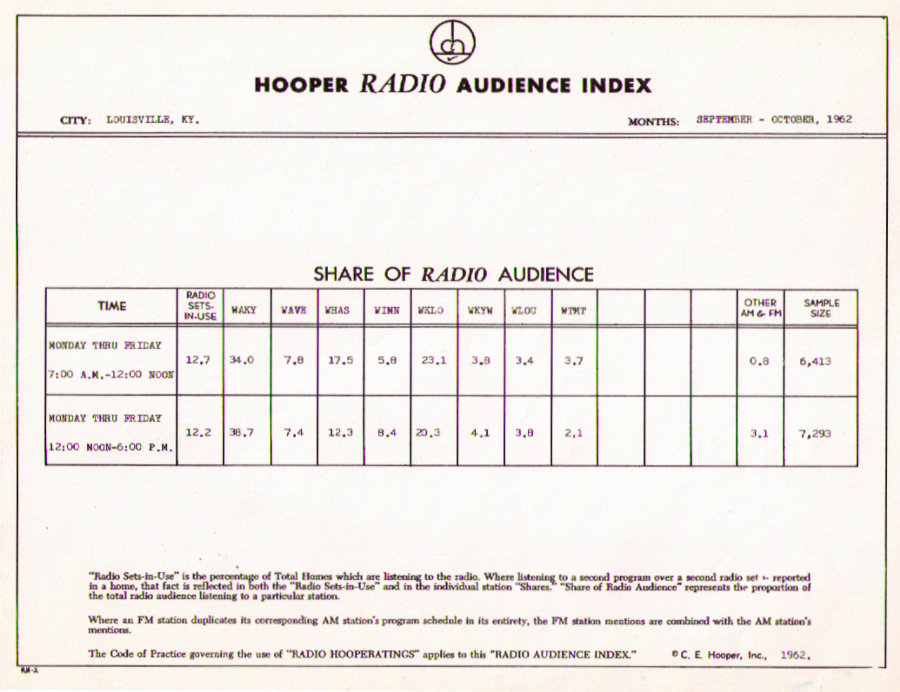 ch
HOOPER RADIO AUDIENCE INDEX
CITY: LOUISVILLE, KY. MONTHS: SEPTEMBER - OCTOBER, 1962
SHARE OF RADIO AUDIENCE
TIME RADIO SETS-IN-USE WAKY WAVE WHAS WINN WKLO WKYW WLOU WTMT OTHER AM & FM SAMPLE SIZE
MONDAY THRU FRIDAY
7:00 A.M.-12:00 NOON 12.7 34.0 7.8 17.5 5.8 23.1 3.8 3.4 3.7 0.8 6,413
MONDAY THRU FRIDAY
12:00 NOON-6:00 P.M. 12.2 38.7 7.4 12.3 8.4 20.3 4.1 3.8 2.1 3.1 7,293
"Radio Sets-in-Use" is the percentage of Total Homes which are listening to the radio. Where listening to a second program over a second radio set reported
in a home, that fact is reflected in both the "Radio Sets-in-Use" and in the individual station "Shares." "Share of Radio Audience" represents the proportion of
the total radio audience listening to a particular station.
Where an FM station duplicates its corresponding AM station's program schedule in its entirety, the FM station mentions are combined with the AM station's
mentions.
The Code of Practice governing the use of "RADIO HOOPERATINGS" applies to this "RADIO AUDIENCE INDEX." © C. E. Hooper, Inc., 1962.